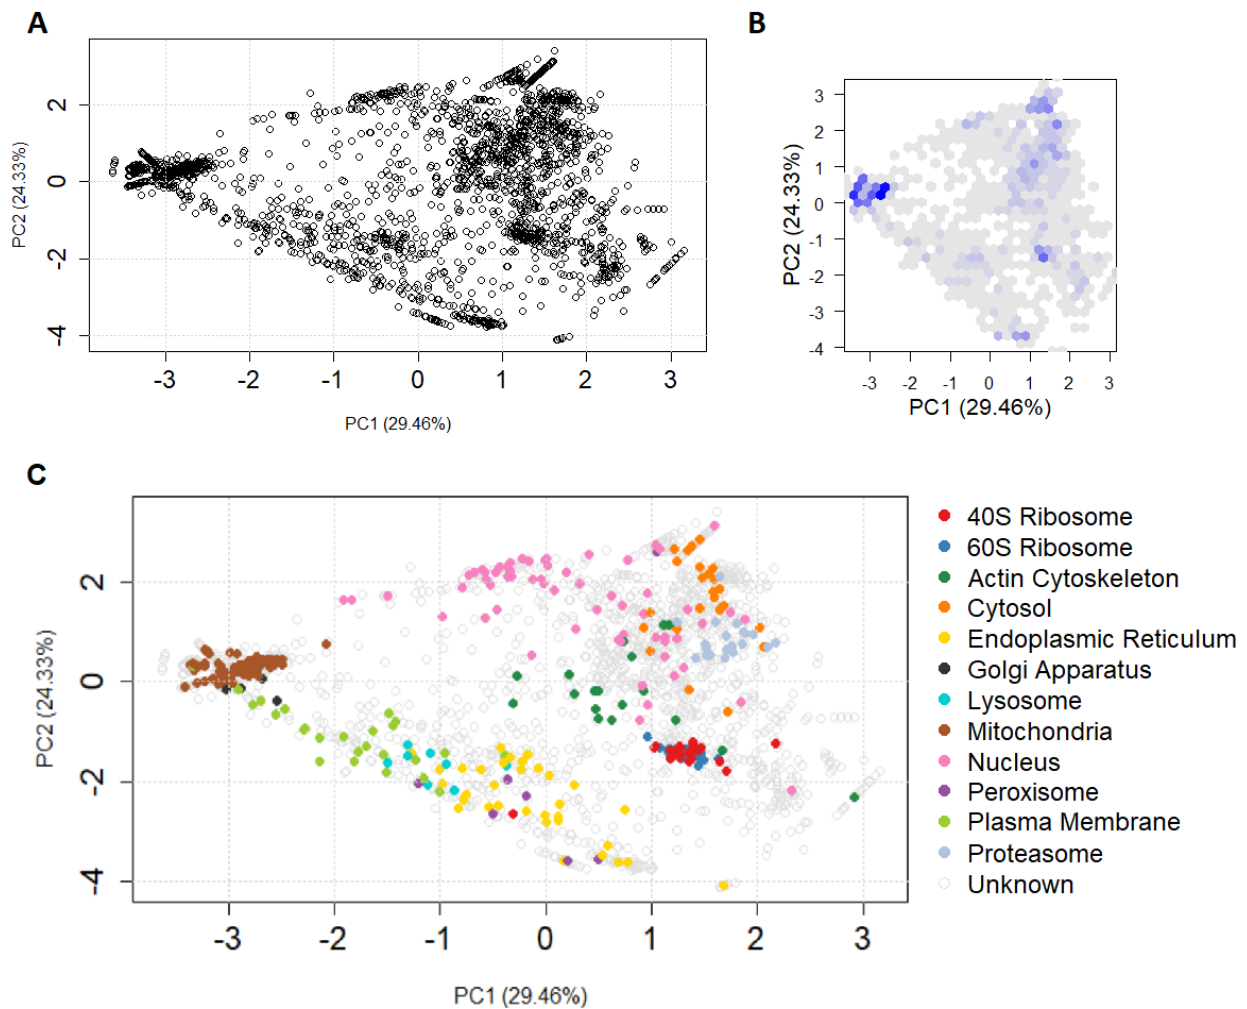 A
PC2 (24.33%)
2
0
-2
-4
-3
-2
-1
0
1
2
3
PC1 (29.46%)
B
PC2 (24.33%)
3
2
1
0
-1
-2
-3
-4
-3
-2
-1
0
1
2
3
PC1 (29.46%)
C
PC2 (24.33%)
2
0
-2
-4
-3
-2
-1
0
1
2
3
PC1 (29.46%)
40S Ribosome
60S Ribosome
Actin Cytoskeleton
Cytosol
Endoplasmic Reticulum
Golgi Apparatus
Lysosome
Mitochondria
Nucleus
Peroxisome
Plasma Membrane
Proteasome
Unknown